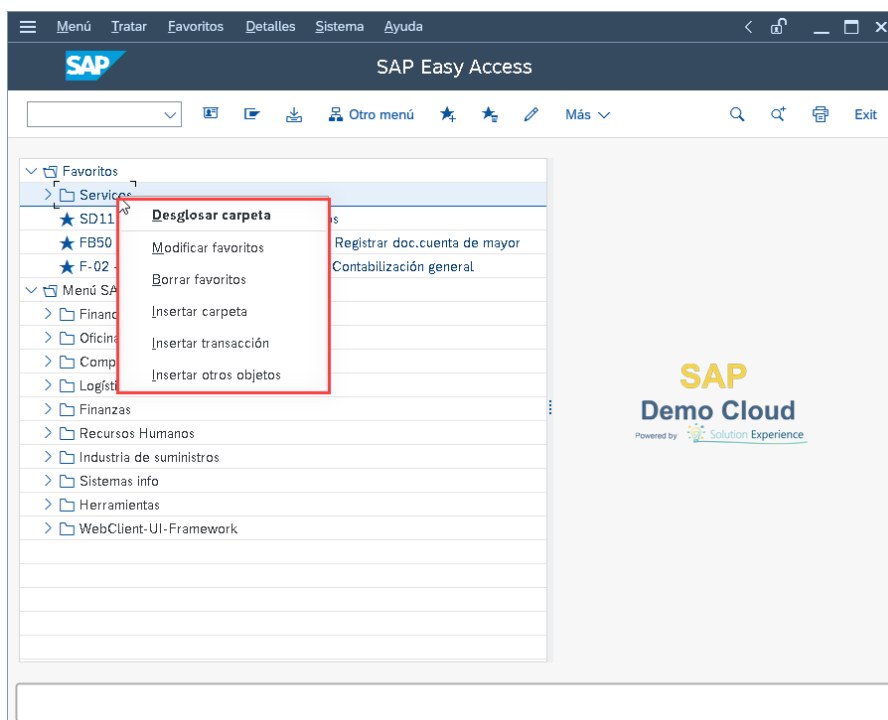 Menú Tratar Favoritos Detalles Sistema Ayuda
SAP SAP Easy Access
Otro menú Más Exit
Favoritos
Servicos
SD11
FB50 Registrar doc.cuenta de mayor
F-02 - Contabilización general
Menú SA
Desglosar carpeta
Modificar favoritos
Borrar favoritos
Insertar carpeta
Insertar transacción
Insertar otros objetos
Financ
Oficina
Comp
Logísti
Finanzas
Recursos Humanos
Industria de suministros
Sistemas info
Herramientas
WebClient-UI-Framework
SAP
Demo Cloud
Powered by Solution Experience